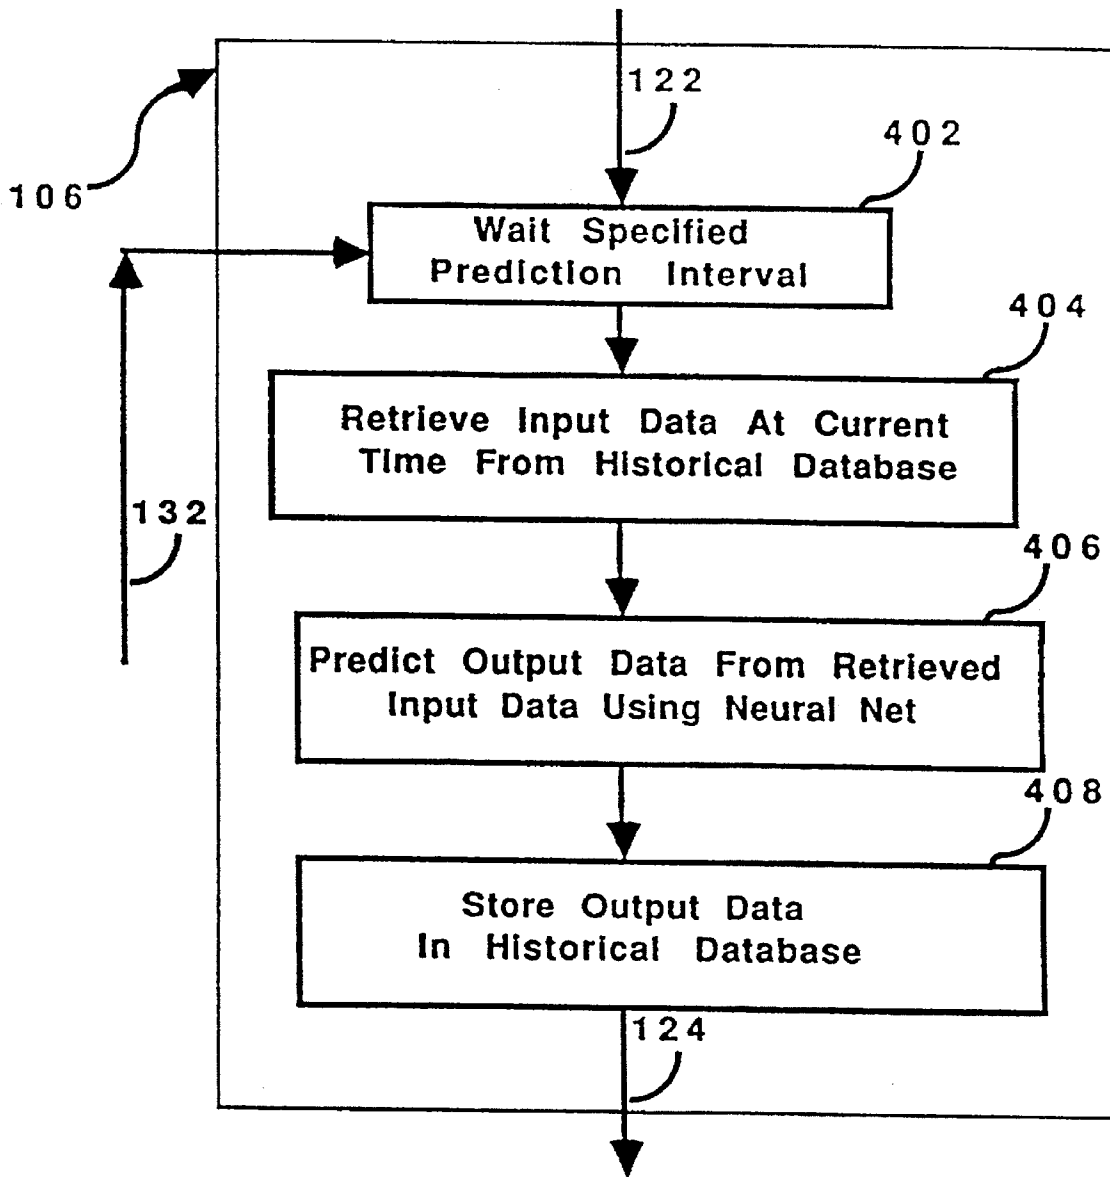 122
402
106
Wait Specified
Prediction Interval
404
Retrieve Input Data At Current
Time From Historical Database
132
406
Predict Output Data From Retrieved
Input Data Using Neural Net
408
Store Output Data
In Historical Database
124